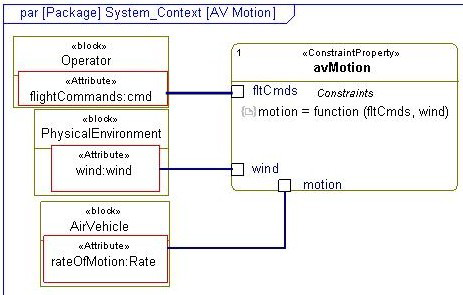 par [Package] System_Context [AV Motion]
«block»
Operator
«Attribute»
flightCommands:cmd
«block»
PhysicalEnvironment
«Attribute»
wind:wind
«block»
AirVehicle
«Attribute»
rateOfMotion:Rate
1 «ConstraintProperty»
avMotion
fltCmds Constraints
motion = function (fltCmds, wind)
wind
motion